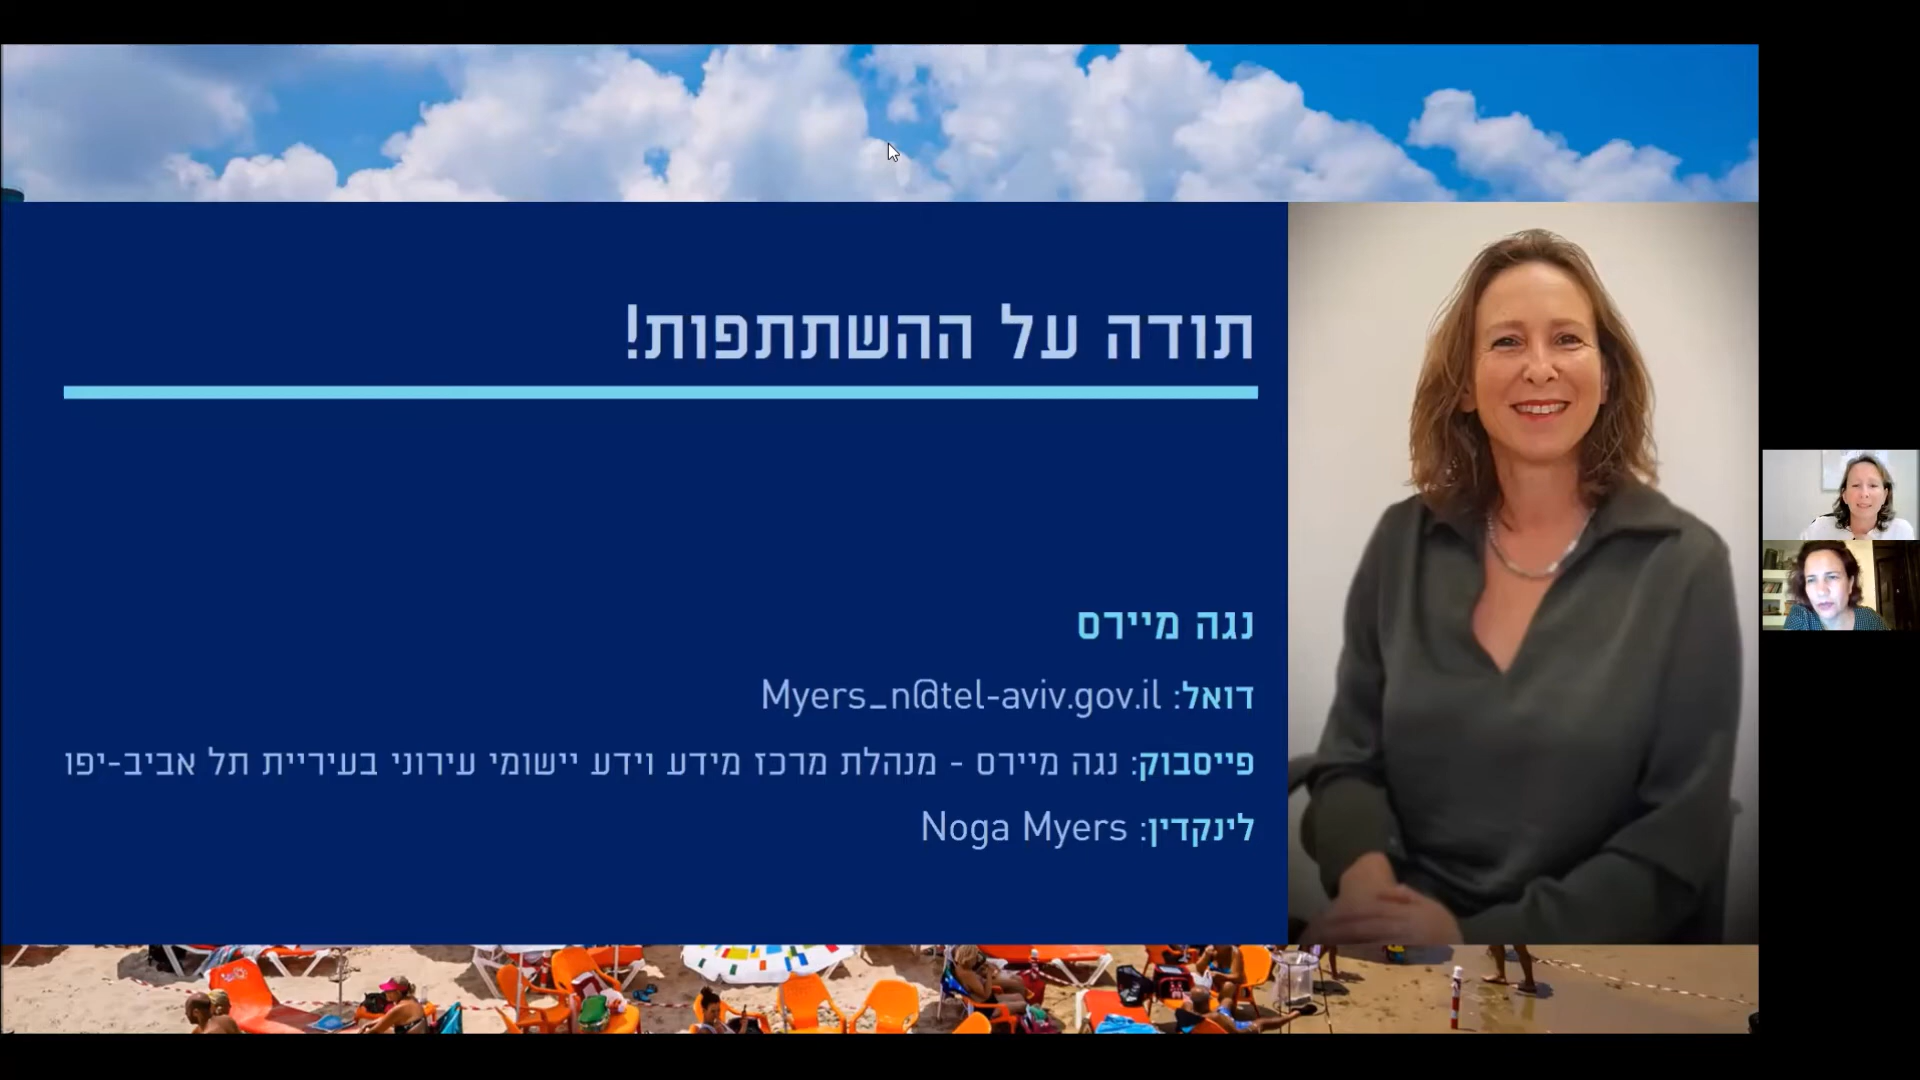 תודה על ההשתתפות!
נגה מיירס
דואל: Myers_n@tel-aviv.gov.il
פייסבוק: נגה מיירס - מנהלת מרכז מידע וידע יישומי עירוני בעיריית תל אביב-יפו
לינקדין: Noga Myers